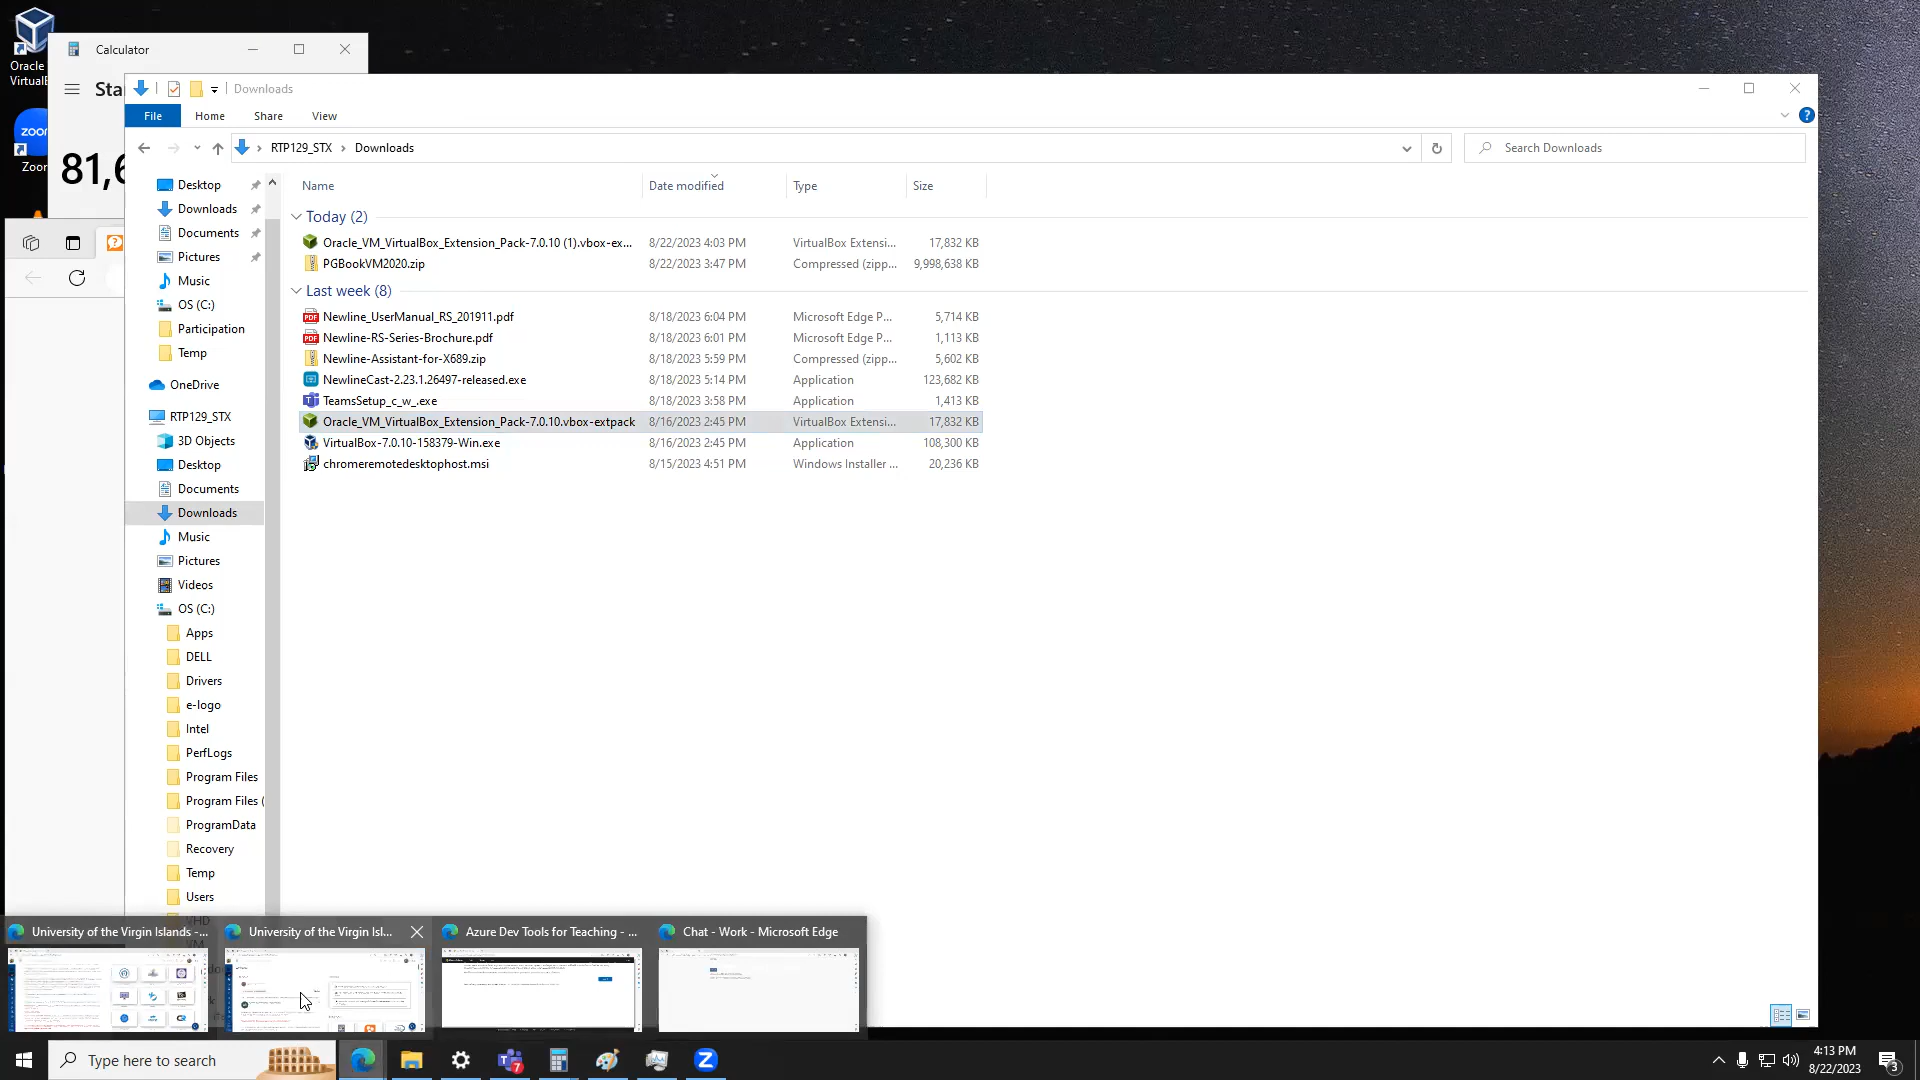 Calculator
Oracle
VirtualB
Sta
81,6
zoom
Zoor
Downloads
File
Home
Share
View
RTP129_STX
Downloads
Search Downloads
Name
Date modified
Type
Size
Desktop
Downloads
Documents
Pictures
Music
OS (C:)
Participation
Temp
OneDrive
RTP129_STX
3D Objects
Desktop
Documents
Downloads
Music
Pictures
Videos
OS (C:)
Apps
DELL
Drivers
e-logo
Intel
PerfLogs
Program Files
Program Files (
ProgramData
Recovery
Temp
Users
VHD
Today (2)
Oracle_VM_VirtualBox_Extension_Pack-7.0.10 (1).vbox-ex... 8/22/2023 4:03 PM VirtualBox Extensi... 17,832 KB
PGBookVM2020.zip 8/22/2023 3:47 PM Compressed (zipp... 9,998,638 KB
Last week (8)
Newline_UserManual_RS_201911.pdf 8/18/2023 6:04 PM Microsoft Edge P... 5,714 KB
Newline-RS-Series-Brochure.pdf 8/18/2023 6:01 PM Microsoft Edge P... 1,113 KB
Newline-Assistant-for-X689.zip 8/18/2023 5:59 PM Compressed (zipp... 5,602 KB
NewlineCast-2.23.1.26497-released.exe 8/18/2023 5:14 PM Application 123,682 KB
TeamsSetup_c_w_.exe 8/18/2023 3:58 PM Application 1,413 KB
Oracle_VM_VirtualBox_Extension_Pack-7.0.10.vbox-extpack 8/16/2023 2:45 PM VirtualBox Extensi... 17,832 KB
VirtualBox-7.0.10-158379-Win.exe 8/16/2023 2:45 PM Application 108,300 KB
chromeremotedesktophost.msi 8/15/2023 4:51 PM Windows Installer ... 20,236 KB
University of the Virgin Islands -...
University of the Virgin Isl...
Azure Dev Tools for Teaching - ...
Chat - Work - Microsoft Edge
Type here to search
7
4:13 PM
8/22/2023
3